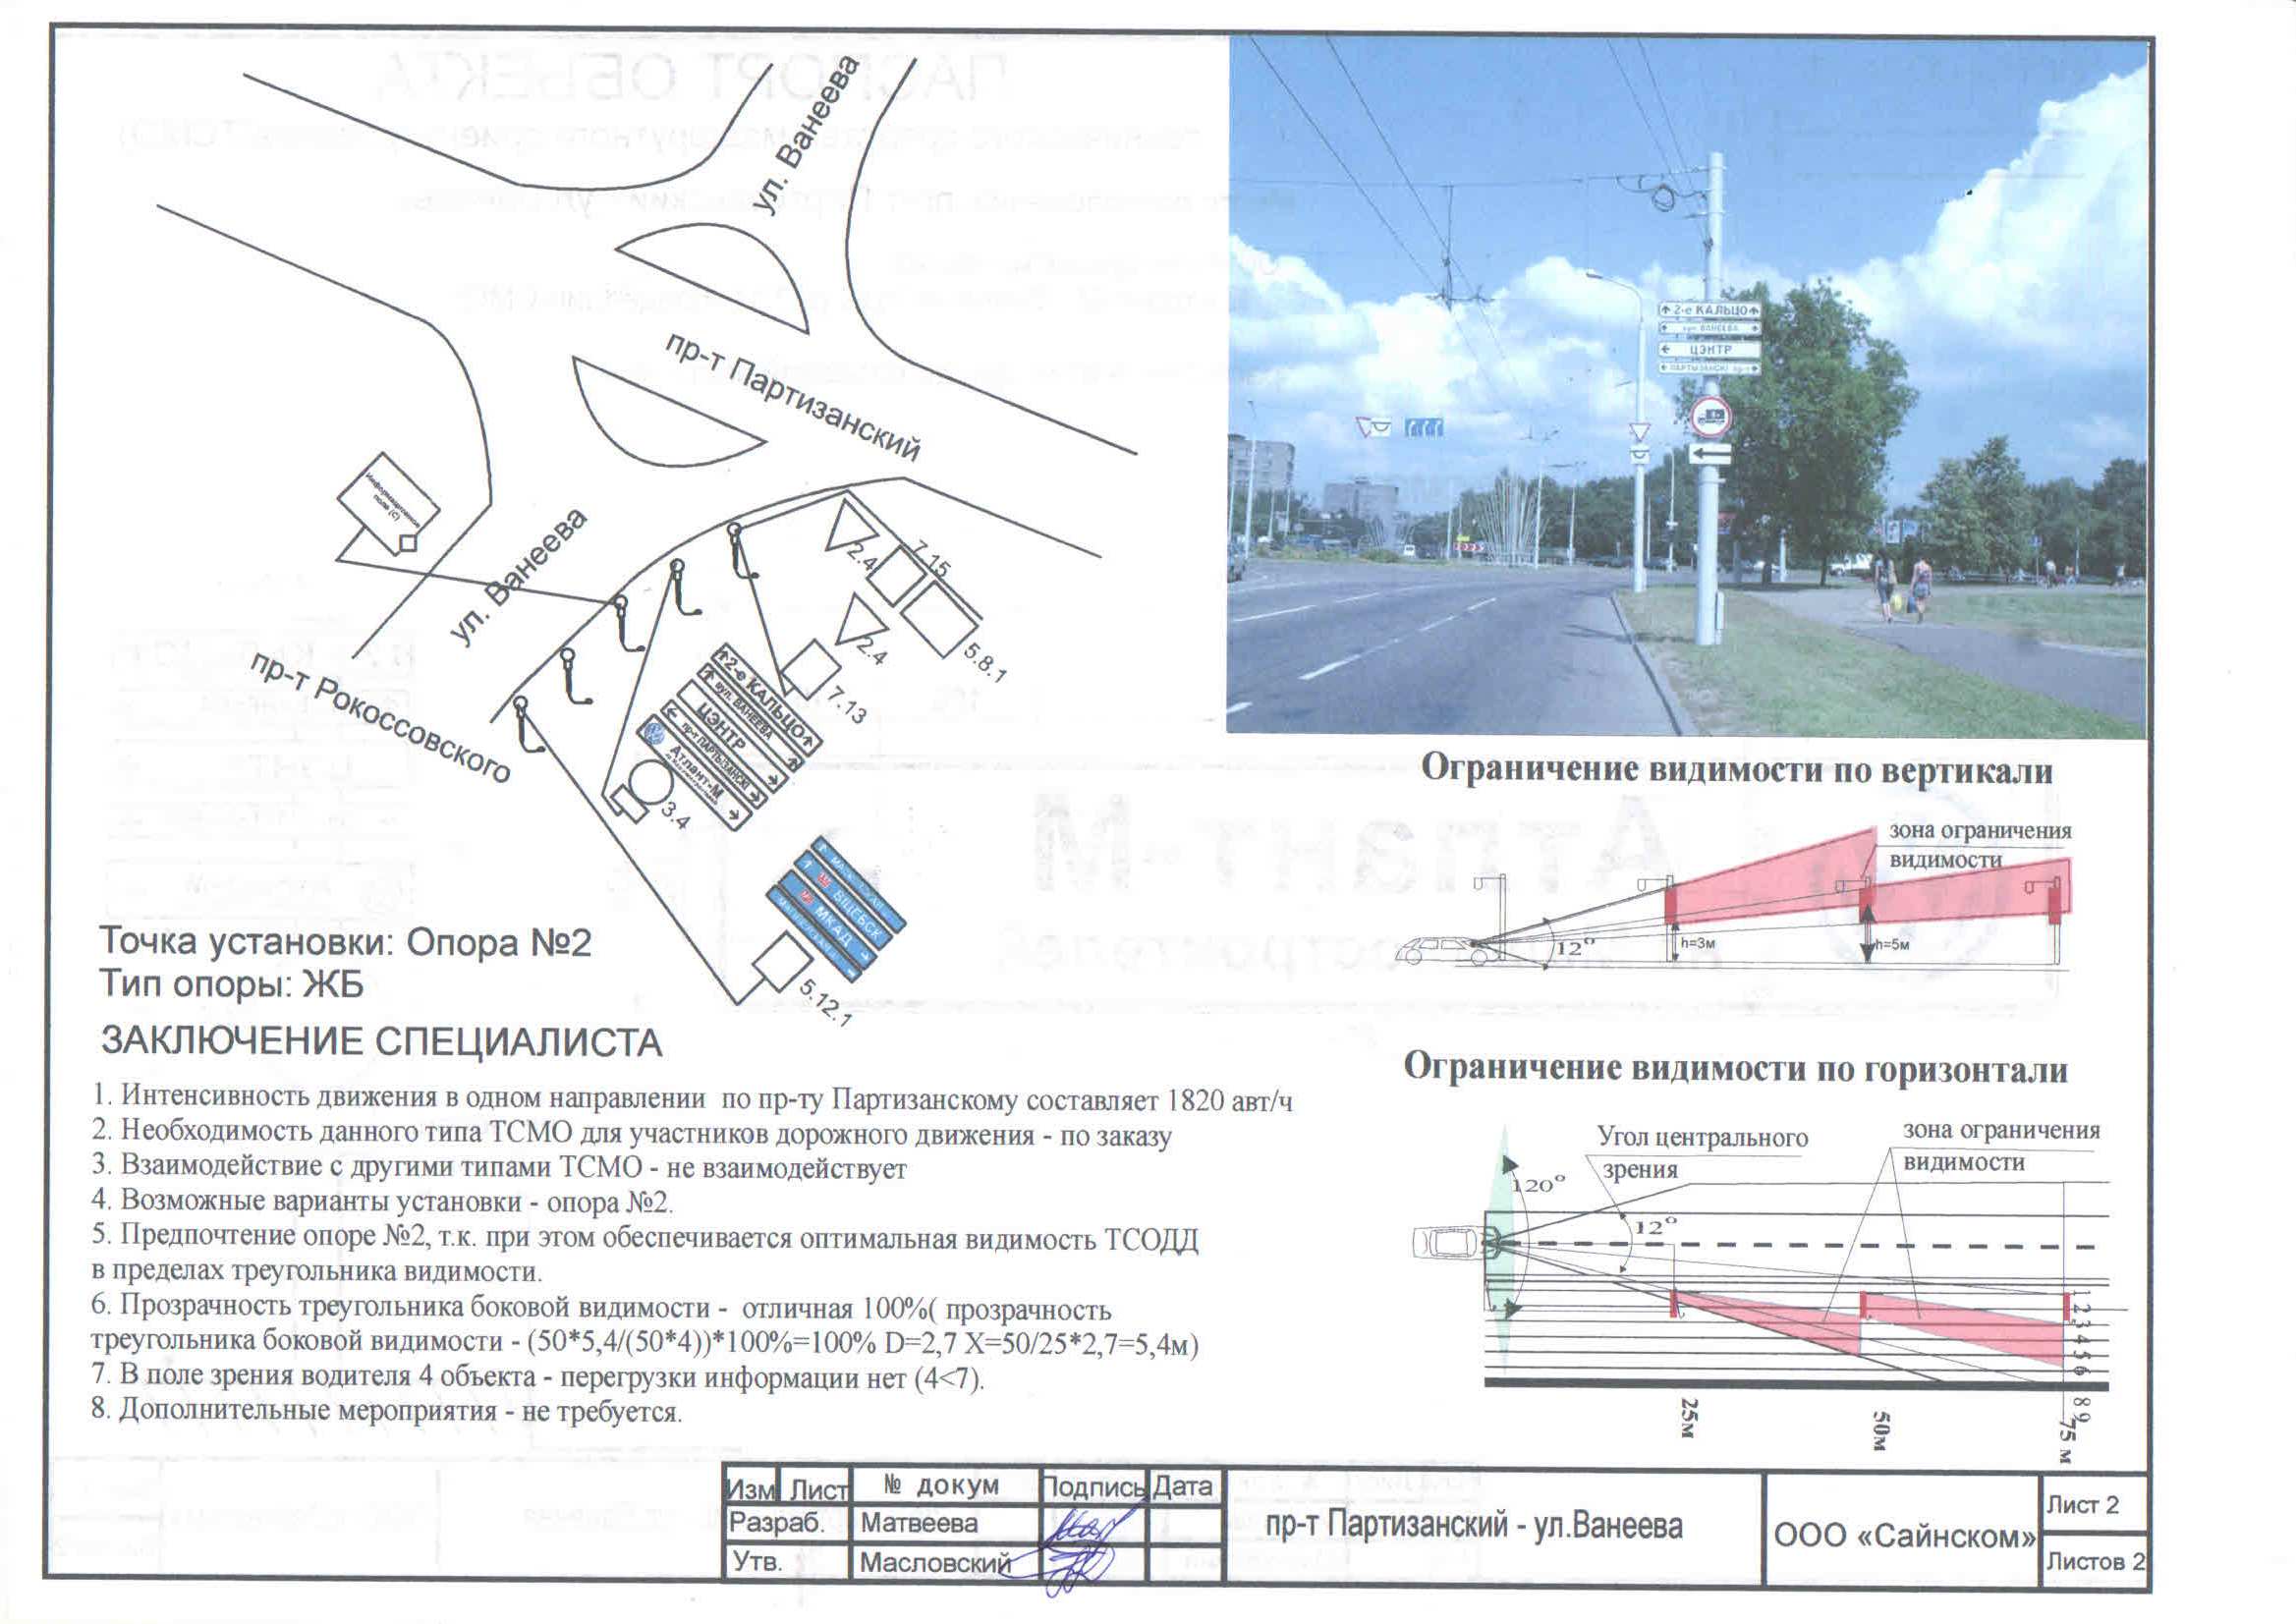 ул. Ванеева
пр-т Партизанский
Информационное
поле (С)
ул. Ванеева
пр-т Рокоссовского
2.4
7.15
2.4
5.8.1
7.13
2-е КАЛЬЦО
вул. ВАНЕЕВА
ЦЭНТР
пр-т ПАРТЫЗАНСКІ
Атлант-М
3.4
ВІЦЕБСК
М4 МКАД
5.12.1
2-е КАЛЬЦО
вул. ВАНЕЕВА
ЦЭНТР
ПАРТЫЗАНСКІ пр-т
Точка установки: Опора №2
Тип опоры: ЖБ
ЗАКЛЮЧЕНИЕ СПЕЦИАЛИСТА
1. Интенсивность движения в одном направлении по пр-ту Партизанскому составляет 1820 авт/ч
2. Необходимость данного типа ТСМО для участников дорожного движения - по заказу
3. Взаимодействие с другими типами ТСМО - не взаимодействует
4. Возможные варианты установки - опора №2.
5. Предпочтение опоре №2, т.к. при этом обеспечивается оптимальная видимость ТСОДД
в пределах треугольника видимости.
6. Прозрачность треугольника боковой видимости - отличная 100%( прозрачность
треугольника боковой видимости - (50*5,4/(50*4))*100%=100% D=2,7 X=50/25*2,7=5,4м)
7. В поле зрения водителя 4 объекта - перегрузки информации нет (4<7).
8. Дополнительные мероприятия - не требуется.
Ограничение видимости по вертикали
зона ограничения
видимости
12°
h=3м
h=5м
Ограничение видимости по горизонтали
Угол центрального
зрения
зона ограничения
видимости
120°
12°
1 2 3 4 5 6 8 9
25м
50м
75 м
Изм Лист № докум Подпись Дата
Разраб. Матвеева
Утв. Масловский
пр-т Партизанский - ул.Ванеева
ООО «Сайнском»
Лист 2
Листов 2